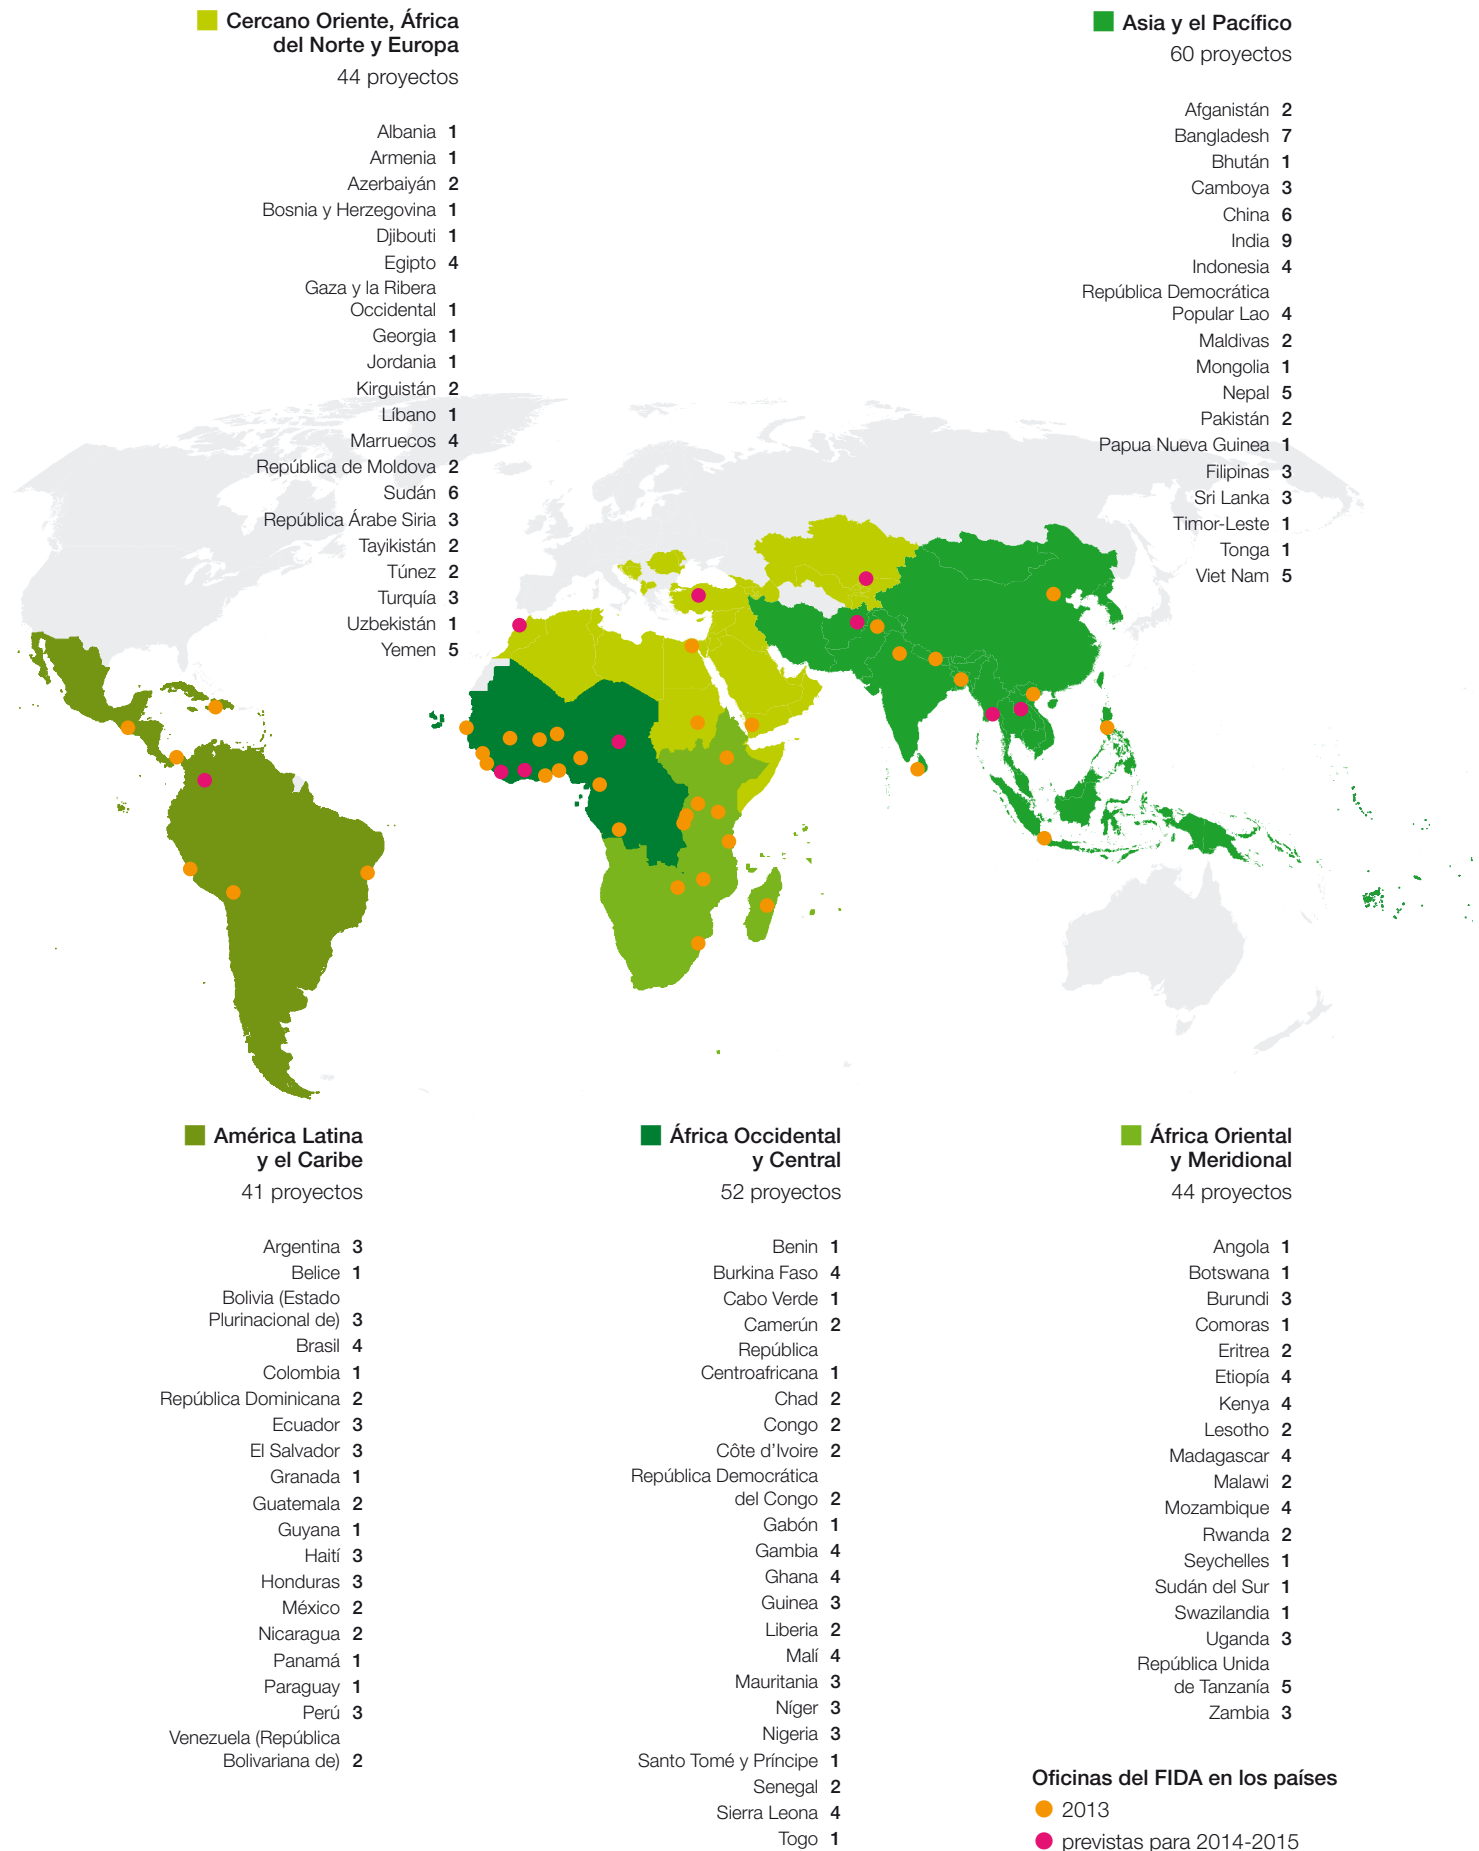 Cercano Oriente, África
del Norte y Europa
44 proyectos
Albania 1
Armenia 1
Azerbaiyán 2
Bosnia y Herzegovina 1
Djibouti 1
Egipto 4
Gaza y la Ribera
Occidental 1
Georgia 1
Jordania 1
Kirguistán 2
Líbano 1
Marruecos 4
República de Moldova 2
Sudán 6
República Árabe Siria 3
Tayikistán 2
Túnez 2
Turquía 3
Uzbekistán 1
Yemen 5
Asia y el Pacífico
60 proyectos
Afganistán 2
Bangladesh 7
Bhután 1
Camboya 3
China 6
India 9
Indonesia 4
República Democrática
Popular Lao 4
Maldivas 2
Mongolia 1
Nepal 5
Pakistán 2
Papua Nueva Guinea 1
Filipinas 3
Sri Lanka 3
Timor-Leste 1
Tonga 1
Viet Nam 5
América Latina
y el Caribe
41 proyectos
Argentina 3
Belice 1
Bolivia (Estado
Plurinacional de) 3
Brasil 4
Colombia 1
República Dominicana 2
Ecuador 3
El Salvador 3
Granada 1
Guatemala 2
Guyana 1
Haití 3
Honduras 3
México 2
Nicaragua 2
Panamá 1
Paraguay 1
Perú 3
Venezuela (República
Bolivariana de) 2
África Occidental
y Central
52 proyectos
Benin 1
Burkina Faso 4
Cabo Verde 1
Camerún 2
República
Centroafricana 1
Chad 2
Congo 2
Côte d'Ivoire 2
República Democrática
del Congo 2
Gabón 1
Gambia 4
Ghana 4
Guinea 3
Liberia 2
Malí 4
Mauritania 3
Níger 3
Nigeria 3
Santo Tomé y Príncipe 1
Senegal 2
Sierra Leona 4
Togo 1
África Oriental
y Meridional
44 proyectos
Angola 1
Botswana 1
Burundi 3
Comoras 1
Eritrea 2
Etiopía 4
Kenya 4
Lesotho 2
Madagascar 4
Malawi 2
Mozambique 4
Rwanda 2
Seychelles 1
Sudán del Sur 1
Swazilandia 1
Uganda 3
República Unida
de Tanzanía 5
Zambia 3
Oficinas del FIDA en los países
2013
previstas para 2014-2015